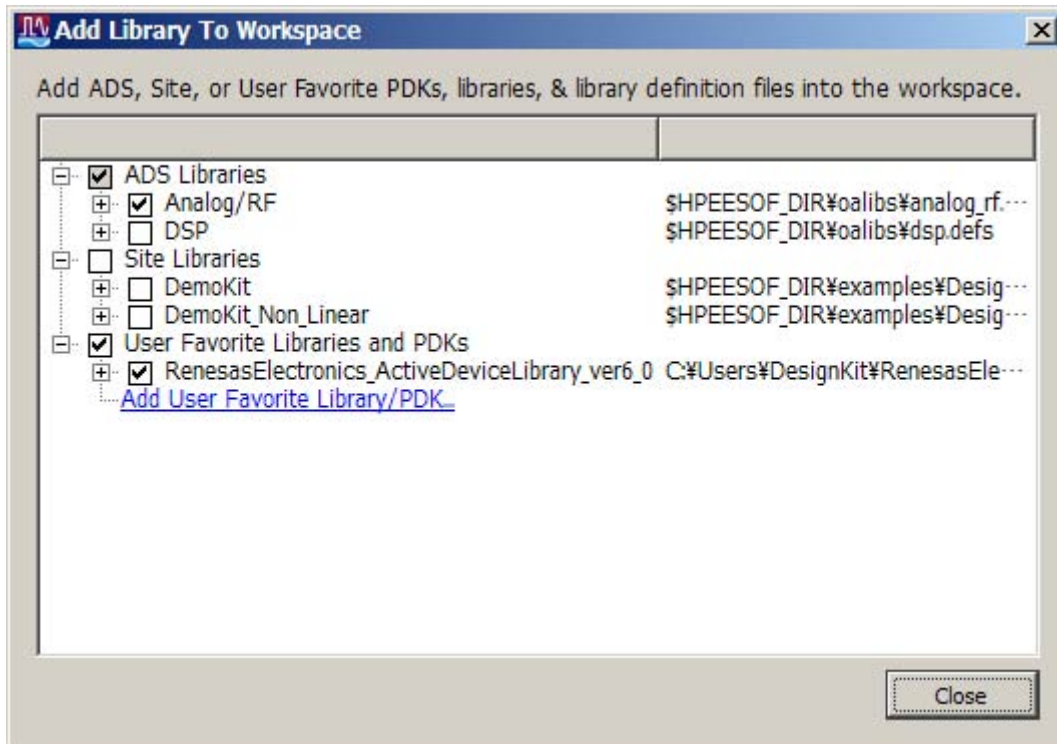 Add Library To Workspace
Add ADS, Site, or User Favorite PDKs, libraries, & library definition files into the workspace.
ADS Libraries
Analog/RF $HPEESOF_DIR¥oalibs¥analog_rf.…
DSP $HPEESOF_DIR¥oalibs¥dsp.defs
Site Libraries
DemoKit $HPEESOF_DIR¥examples¥Desig…
DemoKit_Non_Linear $HPEESOF_DIR¥examples¥Desig…
User Favorite Libraries and PDKs
RenesasElectronics_ActiveDeviceLibrary_ver6_0 C:¥Users¥DesignKit¥RenesasEle…
Add User Favorite Library/PDK...
Close